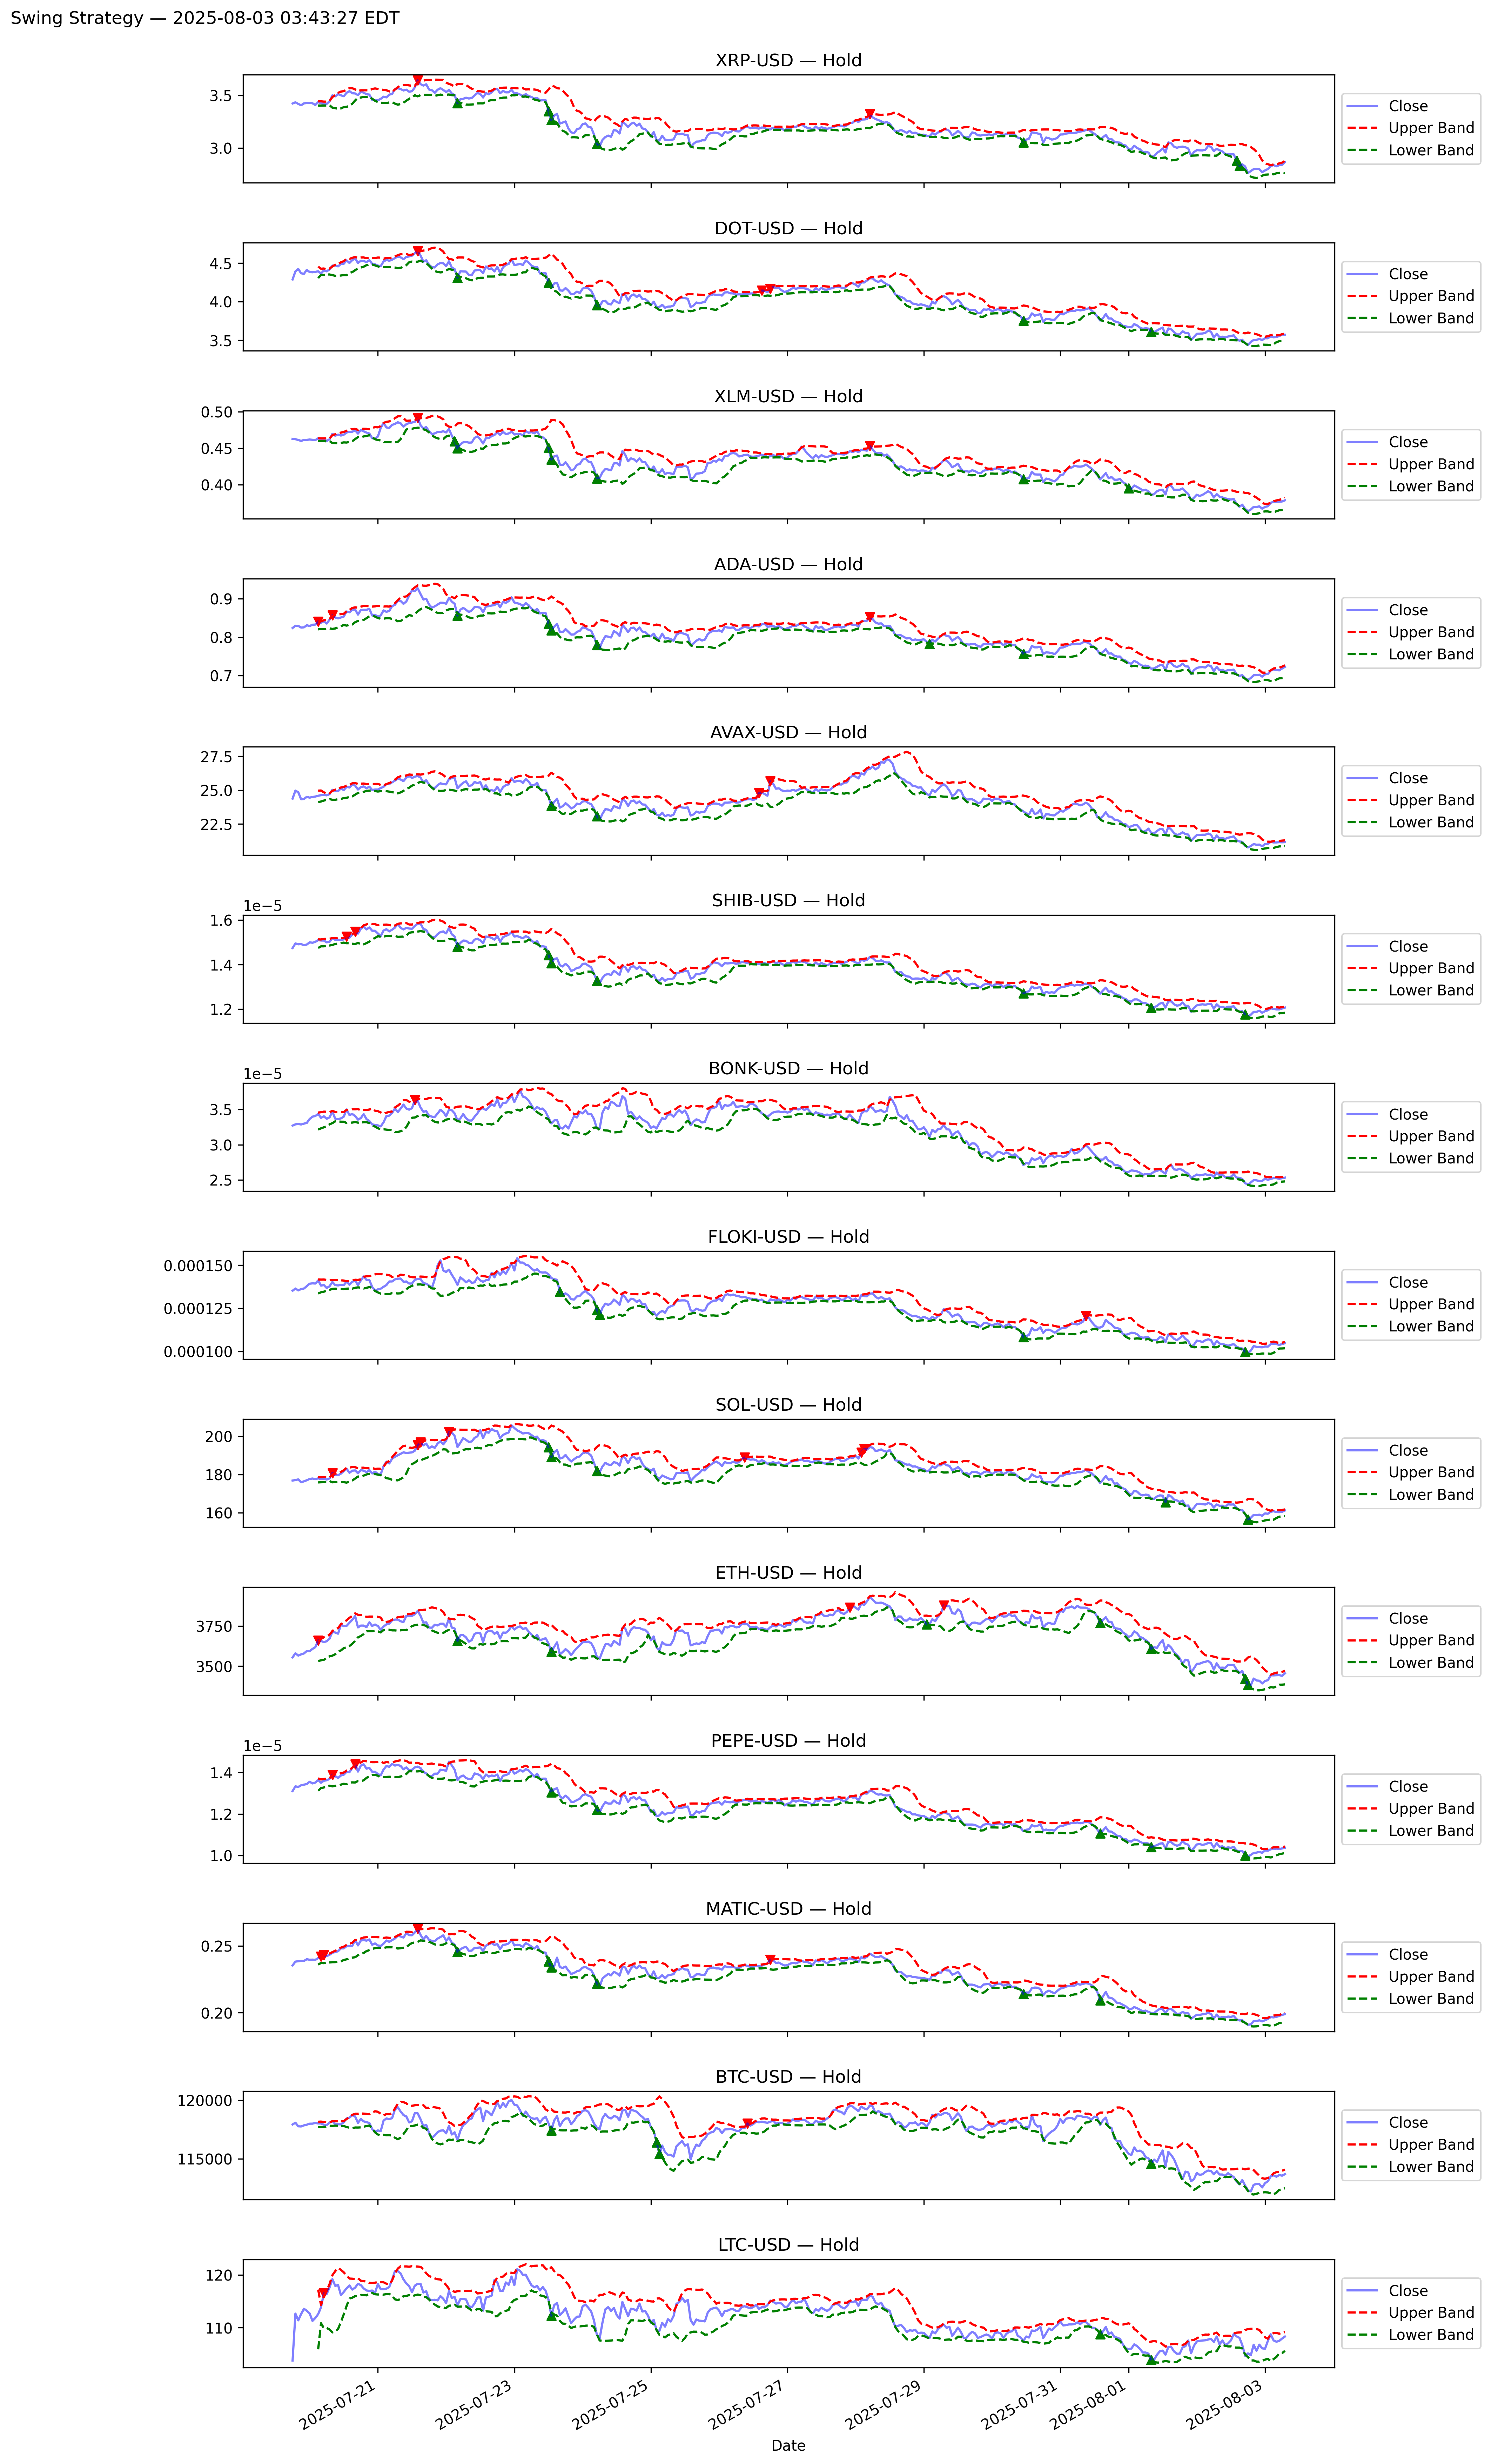 Swing Strategy — 2025-08-03 03:43:27 EDT
XRP-USD — Hold
3.5
3.0
Close
Upper Band
Lower Band
DOT-USD — Hold
4.5
4.0
3.5
Close
Upper Band
Lower Band
XLM-USD — Hold
0.50
0.45
0.40
Close
Upper Band
Lower Band
ADA-USD — Hold
0.9
0.8
0.7
Close
Upper Band
Lower Band
AVAX-USD — Hold
27.5
25.0
22.5
Close
Upper Band
Lower Band
SHIB-USD — Hold
1e−5
1.6
1.4
1.2
Close
Upper Band
Lower Band
BONK-USD — Hold
1e−5
3.5
3.0
2.5
Close
Upper Band
Lower Band
FLOKI-USD — Hold
0.000150
0.000125
0.000100
Close
Upper Band
Lower Band
SOL-USD — Hold
200
180
160
Close
Upper Band
Lower Band
ETH-USD — Hold
3750
3500
Close
Upper Band
Lower Band
PEPE-USD — Hold
1e−5
1.4
1.2
1.0
Close
Upper Band
Lower Band
MATIC-USD — Hold
0.25
0.20
Close
Upper Band
Lower Band
BTC-USD — Hold
120000
115000
Close
Upper Band
Lower Band
LTC-USD — Hold
120
110
Close
Upper Band
Lower Band
2025-07-21
2025-07-23
2025-07-25
2025-07-27
2025-07-29
2025-07-31
2025-08-01
2025-08-03
Date